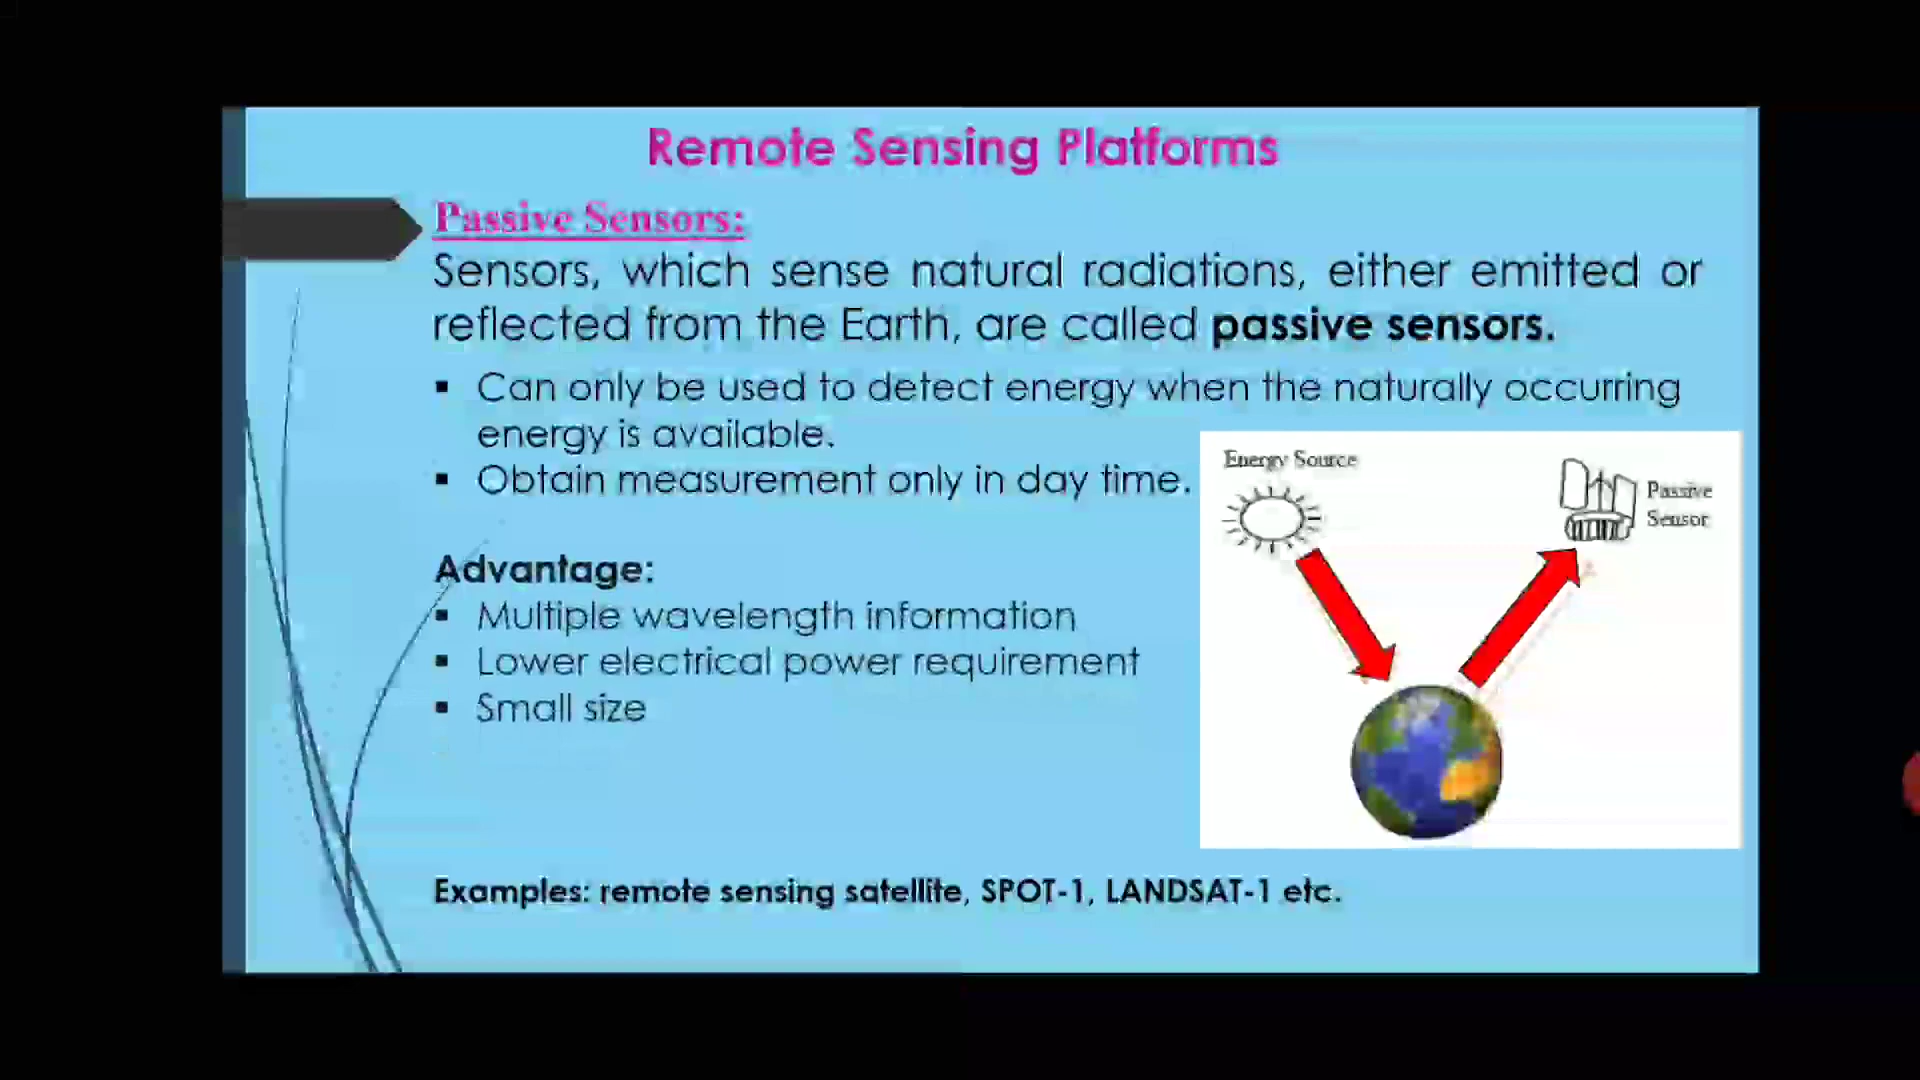 Remote Sensing Platforms
Passive Sensors:
Sensors, which sense natural radiations, either emitted or
reflected from the Earth, are called passive sensors.
▪ Can only be used to detect energy when the naturally occurring
energy is available.
▪ Obtain measurement only in day time.
Energy Source
Passive
Sensor
Advantage:
▪ Multiple wavelength information
▪ Lower electrical power requirement
▪ Small size
Examples: remote sensing satellite, SPOT-1, LANDSAT-1 etc.